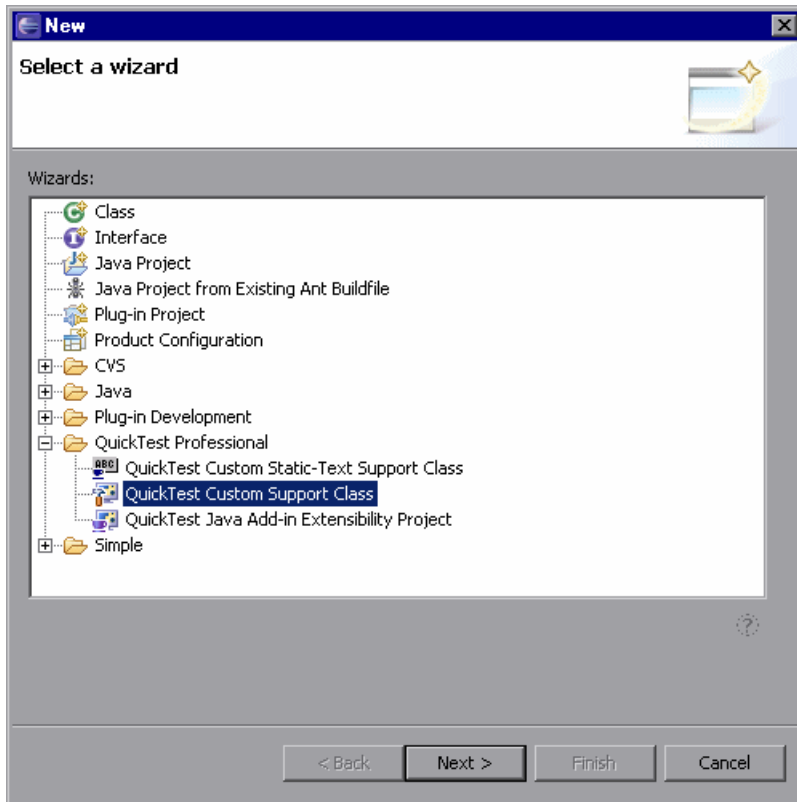 New
Select a wizard
Wizards:
Class
Interface
Java Project
Java Project from Existing Ant Buildfile
Plug-in Project
Product Configuration
CVS
Java
Plug-in Development
QuickTest Professional
QuickTest Custom Static-Text Support Class
QuickTest Custom Support Class
QuickTest Java Add-in Extensibility Project
Simple
< Back Next > Finish Cancel